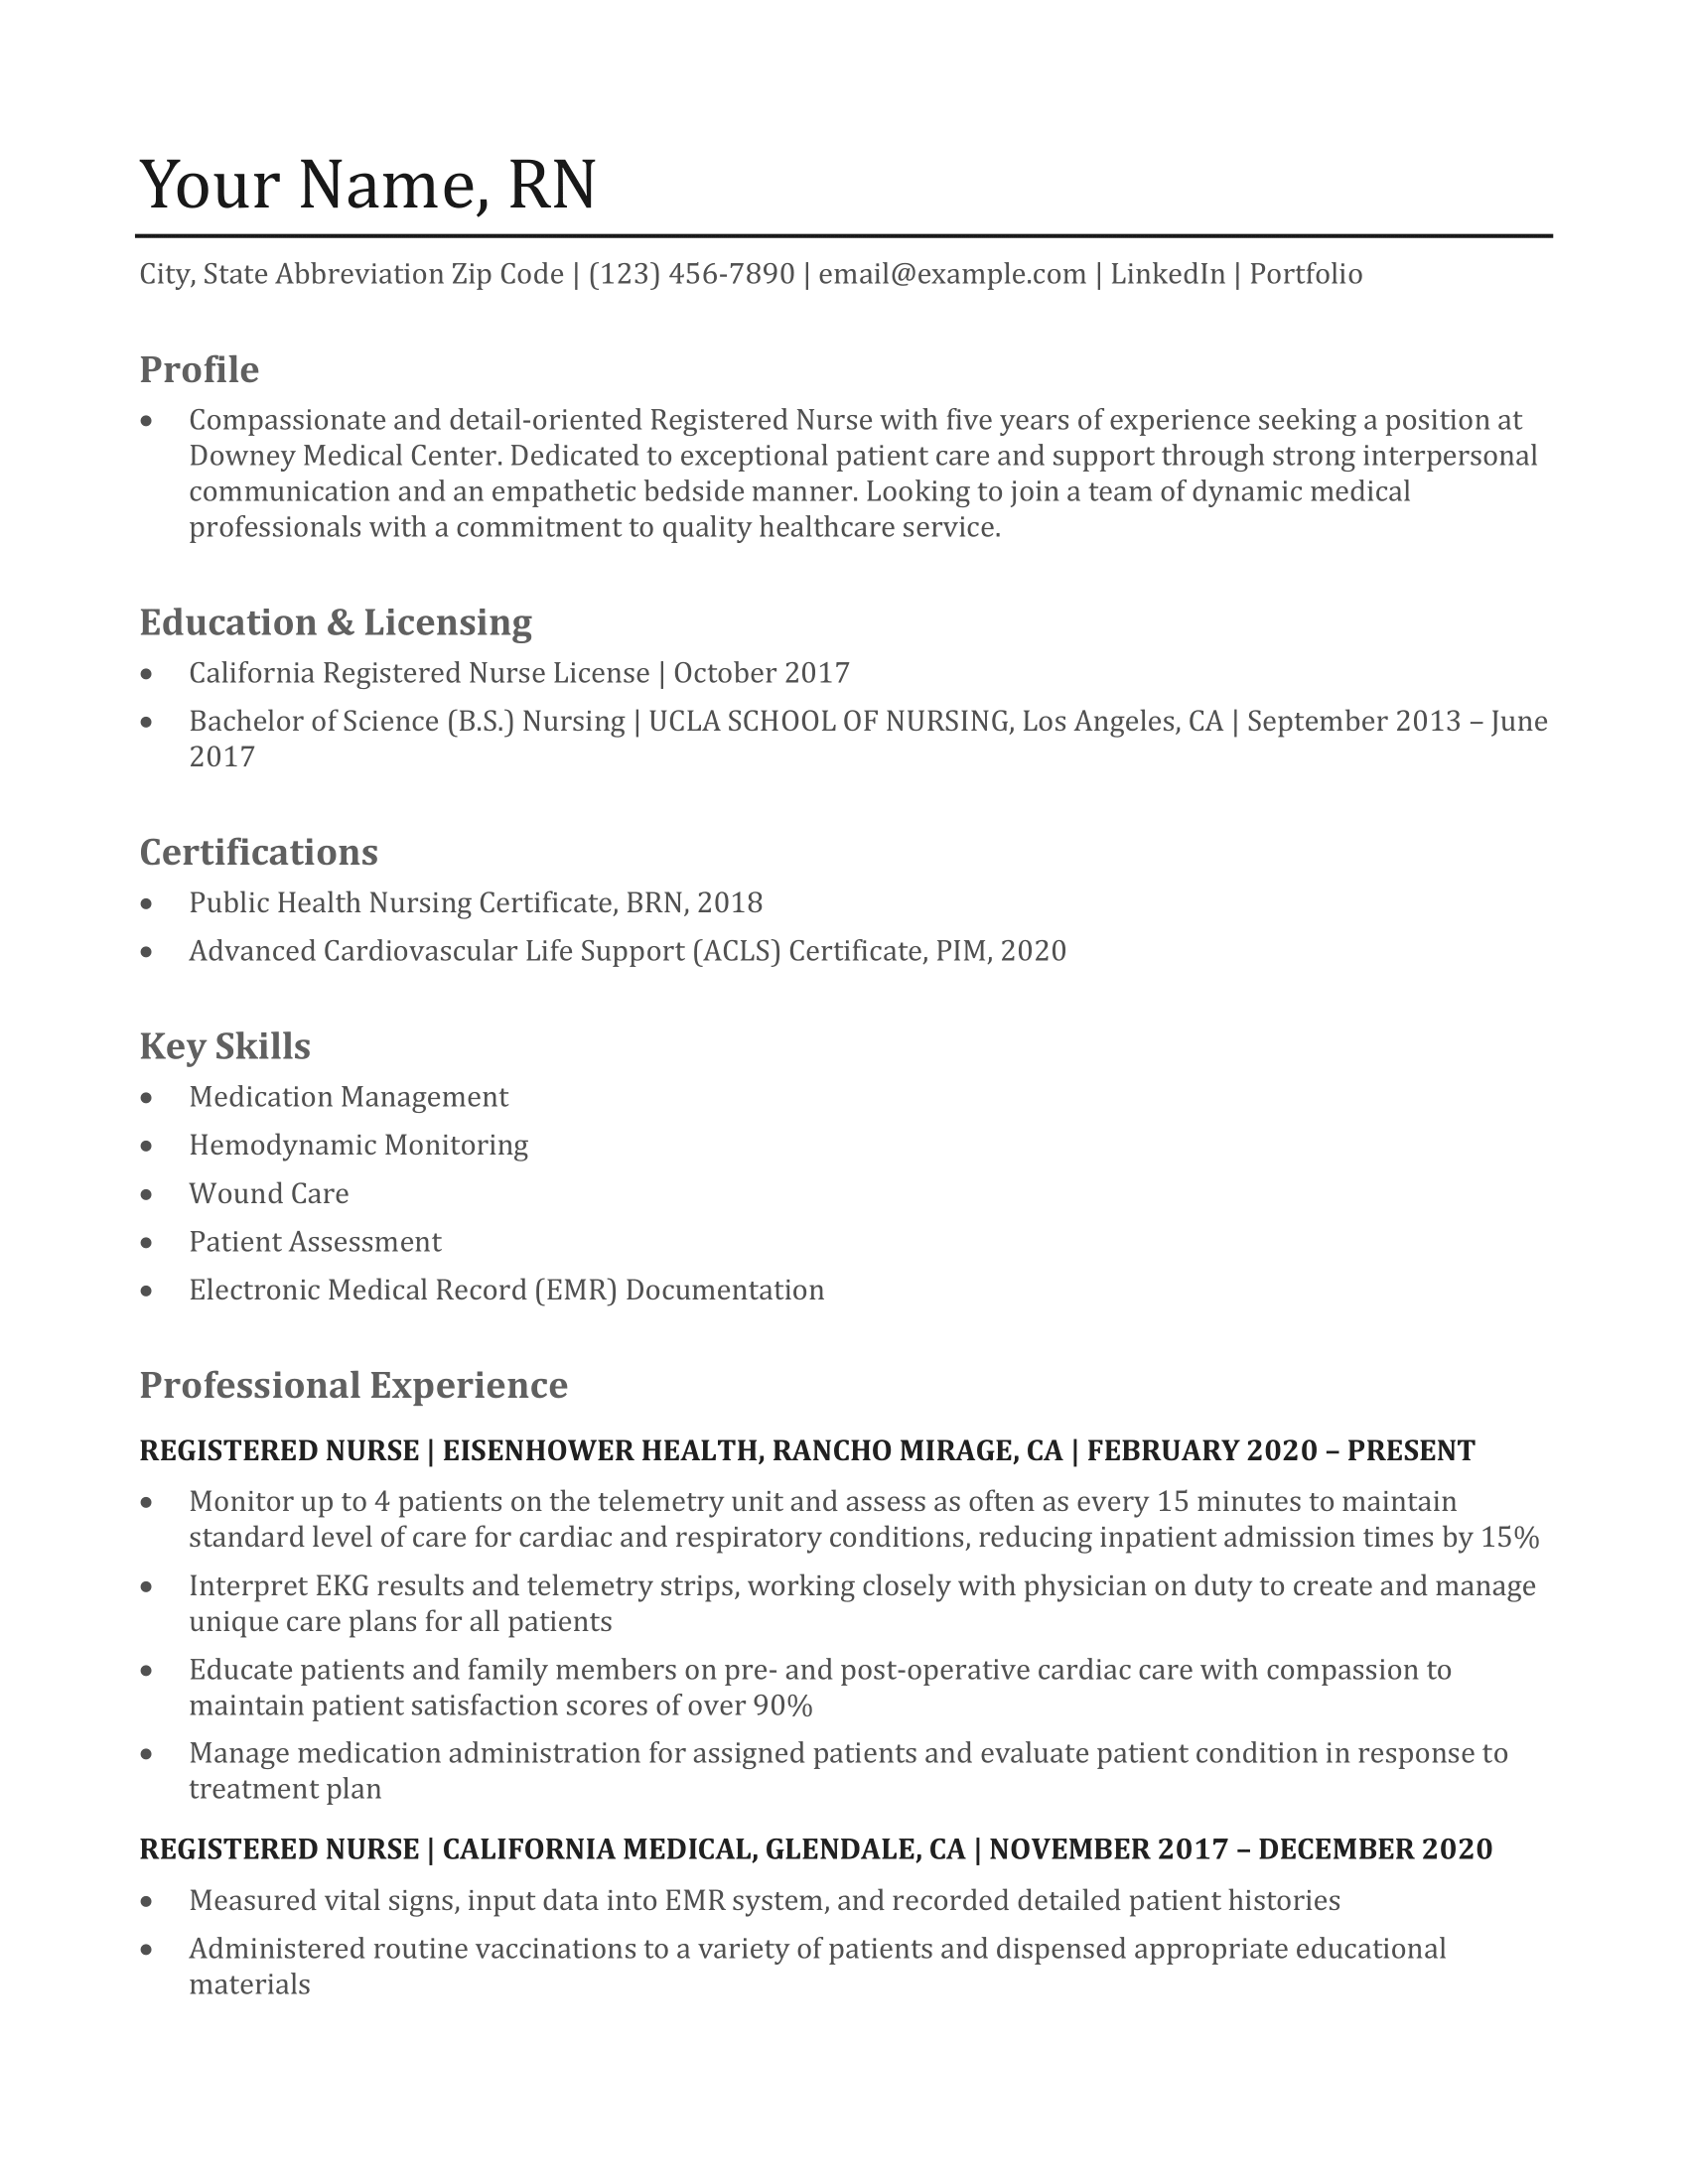 Your Name, RN
City, State Abbreviation Zip Code | (123) 456-7890 | email@example.com | LinkedIn | Portfolio
Profile
• Compassionate and detail-oriented Registered Nurse with five years of experience seeking a position at
Downey Medical Center. Dedicated to exceptional patient care and support through strong interpersonal
communication and an empathetic bedside manner. Looking to join a team of dynamic medical
professionals with a commitment to quality healthcare service.
Education & Licensing
• California Registered Nurse License | October 2017
• Bachelor of Science (B.S.) Nursing | UCLA SCHOOL OF NURSING, Los Angeles, CA | September 2013 – June
2017
Certifications
• Public Health Nursing Certificate, BRN, 2018
• Advanced Cardiovascular Life Support (ACLS) Certificate, PIM, 2020
Key Skills
• Medication Management
• Hemodynamic Monitoring
• Wound Care
• Patient Assessment
• Electronic Medical Record (EMR) Documentation
Professional Experience
REGISTERED NURSE | EISENHOWER HEALTH, RANCHO MIRAGE, CA | FEBRUARY 2020 – PRESENT
• Monitor up to 4 patients on the telemetry unit and assess as often as every 15 minutes to maintain
standard level of care for cardiac and respiratory conditions, reducing inpatient admission times by 15%
• Interpret EKG results and telemetry strips, working closely with physician on duty to create and manage
unique care plans for all patients
• Educate patients and family members on pre- and post-operative cardiac care with compassion to
maintain patient satisfaction scores of over 90%
• Manage medication administration for assigned patients and evaluate patient condition in response to
treatment plan
REGISTERED NURSE | CALIFORNIA MEDICAL, GLENDALE, CA | NOVEMBER 2017 – DECEMBER 2020
• Measured vital signs, input data into EMR system, and recorded detailed patient histories
• Administered routine vaccinations to a variety of patients and dispensed appropriate educational
materials